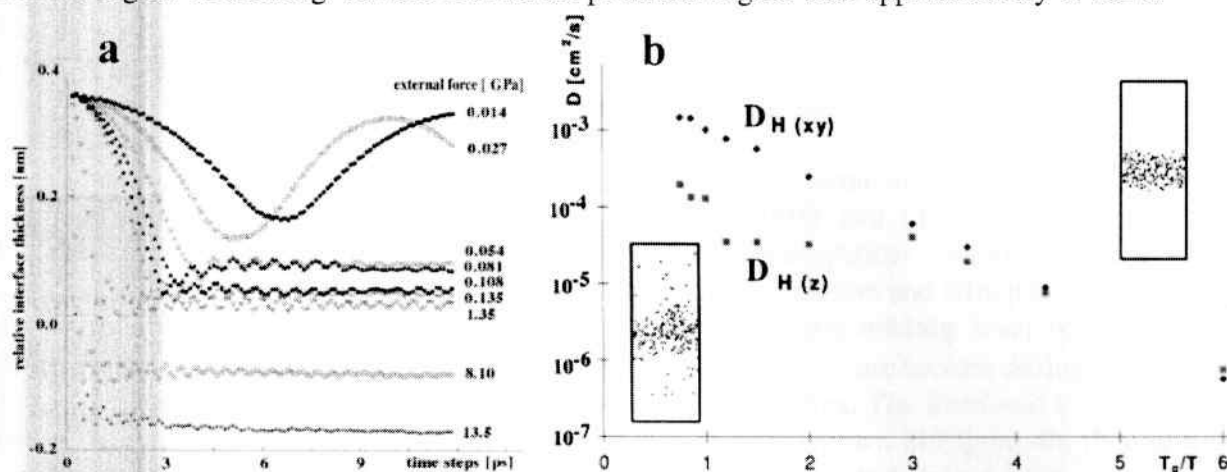 a
0.4
0.2
0.0
-0.2
relative interface thickness [nm]
external force [ GPa]
0.014
0.027
0.054
0.081
0.108
0.135
1.35
8.10
13.5
0 3 6 9
time steps [ps]
b
D [cm²/s]
10⁻³
10⁻⁴
10⁻⁵
10⁻⁶
10⁻⁷
D H (xy)
D H (z)
0 1 2 3 4 5 6
Tg/T